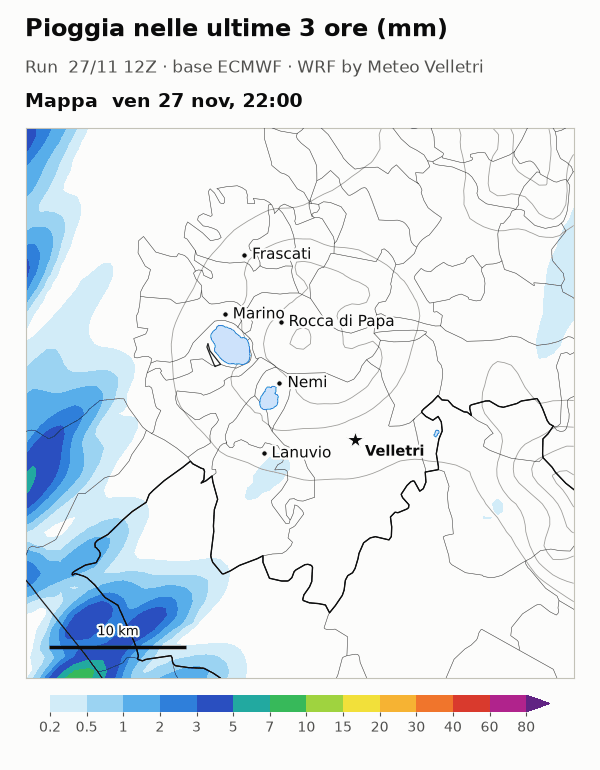 Pioggia nelle ultime 3 ore (mm)
Run  27/11 12Z · base ECMWF · WRF by Meteo Velletri
Mappa  ven 27 nov, 22:00
Frascati
Marino
Rocca di Papa
Nemi
Velletri
Lanuvio
10 km
0.2 0.5 1 2 3 5 7 10 15 20 30 40 60 80